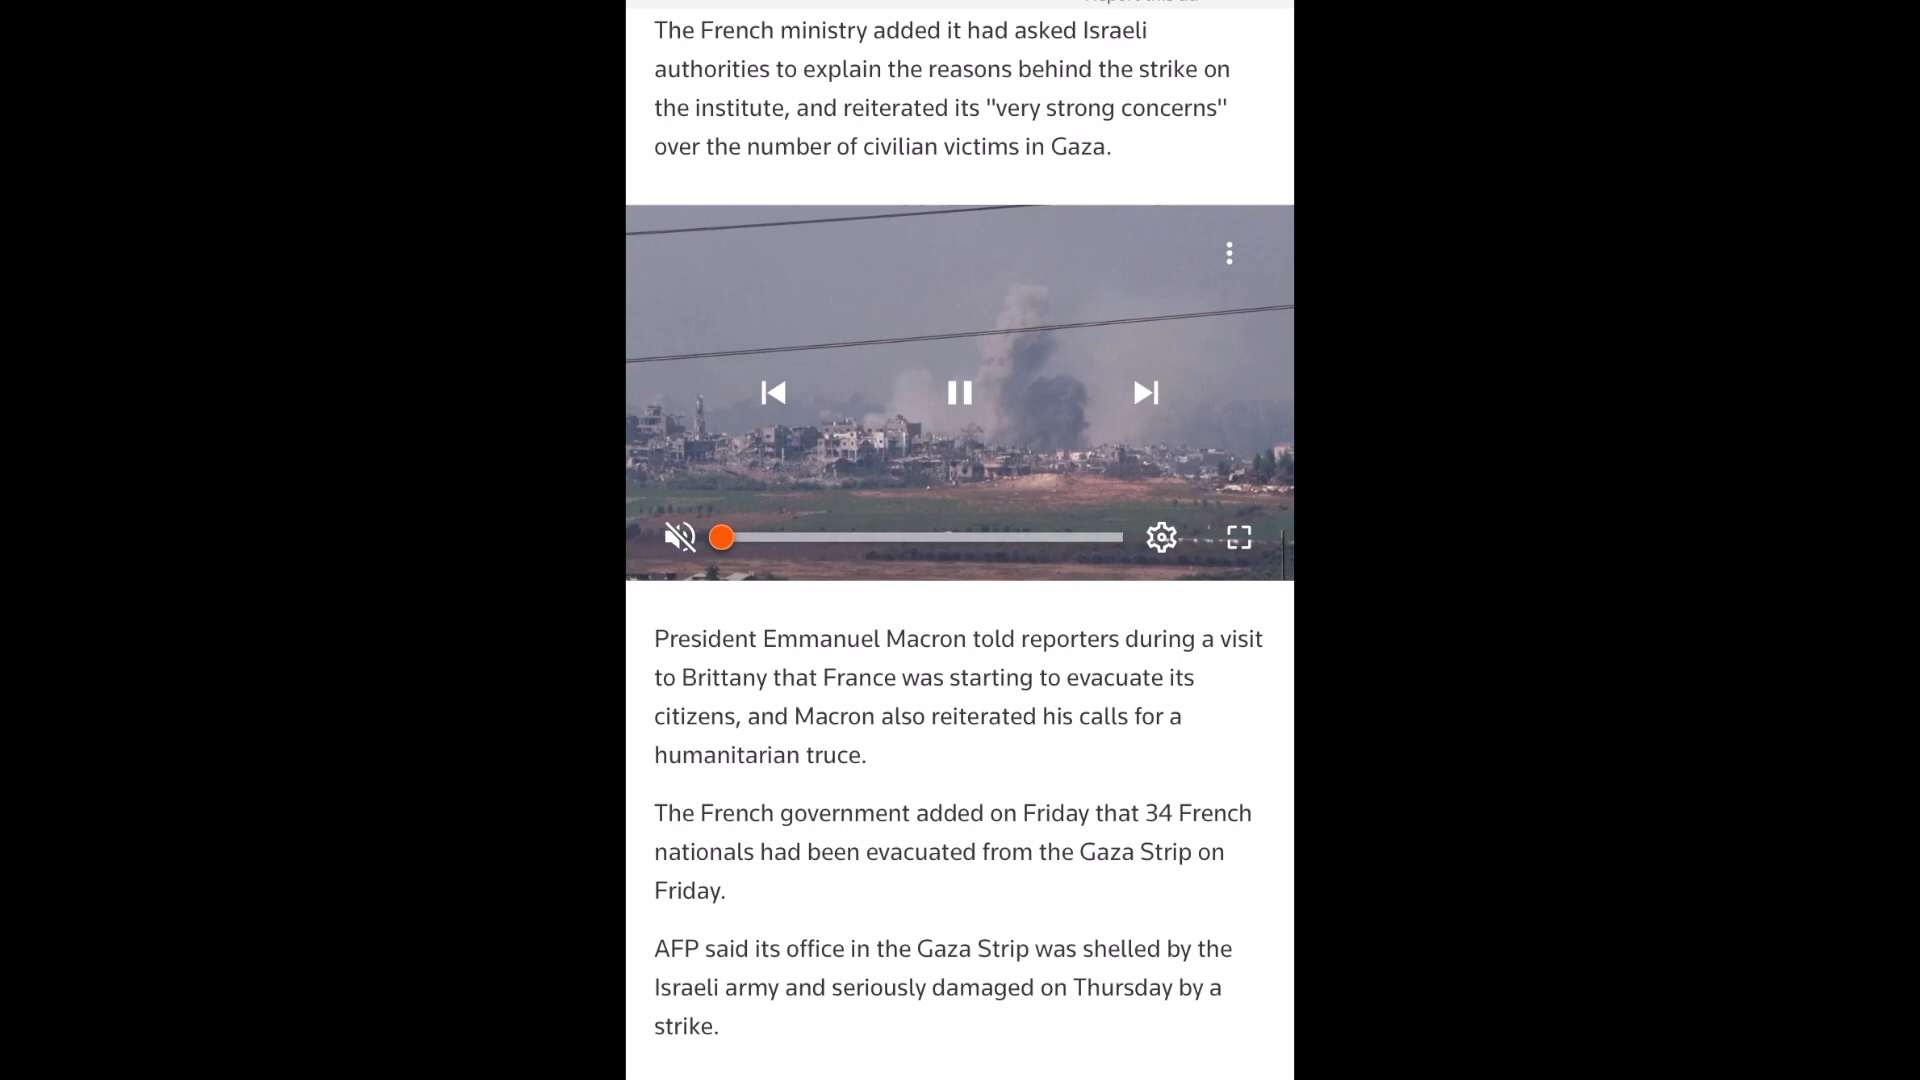 The French ministry added it had asked Israeli
authorities to explain the reasons behind the strike on
the institute, and reiterated its "very strong concerns"
over the number of civilian victims in Gaza.
President Emmanuel Macron told reporters during a visit
to Brittany that France was starting to evacuate its
citizens, and Macron also reiterated his calls for a
humanitarian truce.
The French government added on Friday that 34 French
nationals had been evacuated from the Gaza Strip on
Friday.
AFP said its office in the Gaza Strip was shelled by the
Israeli army and seriously damaged on Thursday by a
strike.